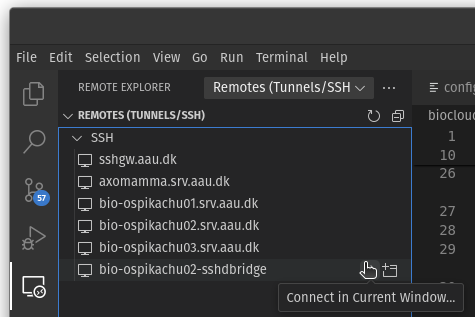 File Edit Selection View Go Run Terminal Help
REMOTE EXPLORER Remotes (Tunnels/SSH ... config
REMOTES (TUNNELS/SSH) biocloud
SSH
1
sshgw.aau.dk
10
axomamma.srv.aau.dk
26
bio-ospikachu01.srv.aau.dk
57
27
bio-ospikachu02.srv.aau.dk
28
bio-ospikachu03.srv.aau.dk
29
bio-ospikachu02-sshdbridge
Connect in Current Window...